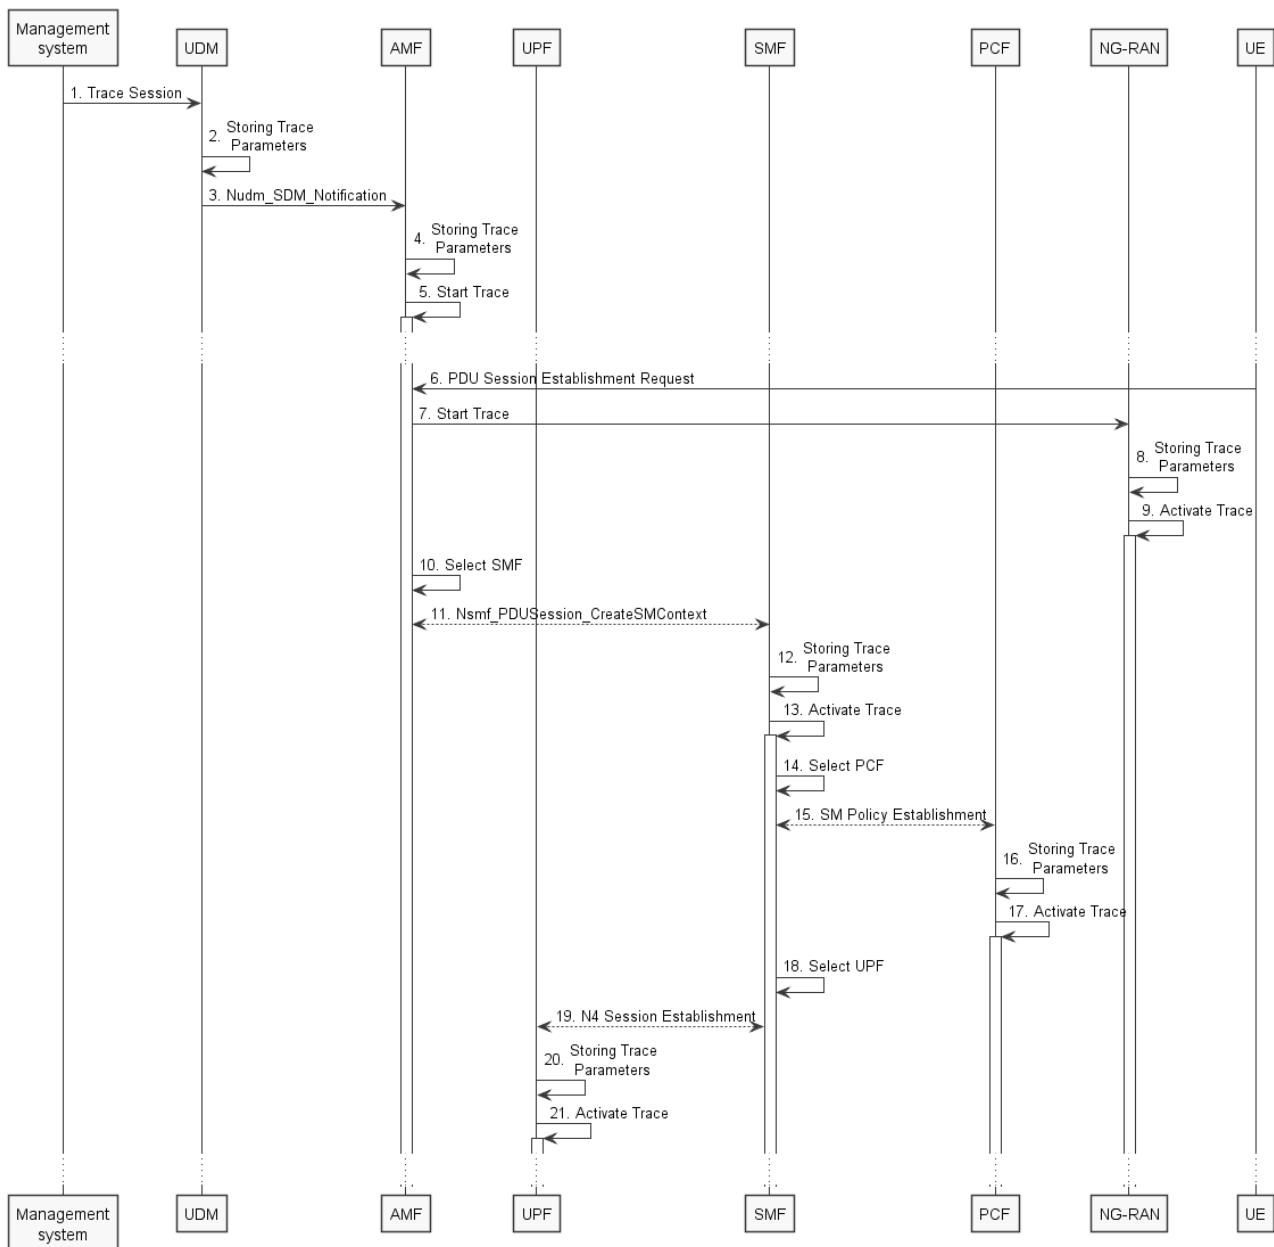 Management
system
UDM
AMF
UPF
SMF
PCF
NG-RAN
UE
1. Trace Session
2. Storing Trace
Parameters
3. Nudm_SDM_Notification
4. Storing Trace
Parameters
5. Start Trace
6. PDU Session Establishment Request
7. Start Trace
8. Storing Trace
Parameters
9. Activate Trace
10. Select SMF
11. Nsmf_PDUSession_CreateSMContext
12. Storing Trace
Parameters
13. Activate Trace
14. Select PCF
15. SM Policy Establishment
16. Storing Trace
Parameters
17. Activate Trace
18. Select UPF
19. N4 Session Establishment
20. Storing Trace
Parameters
21. Activate Trace
Management
system
UDM
AMF
UPF
SMF
PCF
NG-RAN
UE